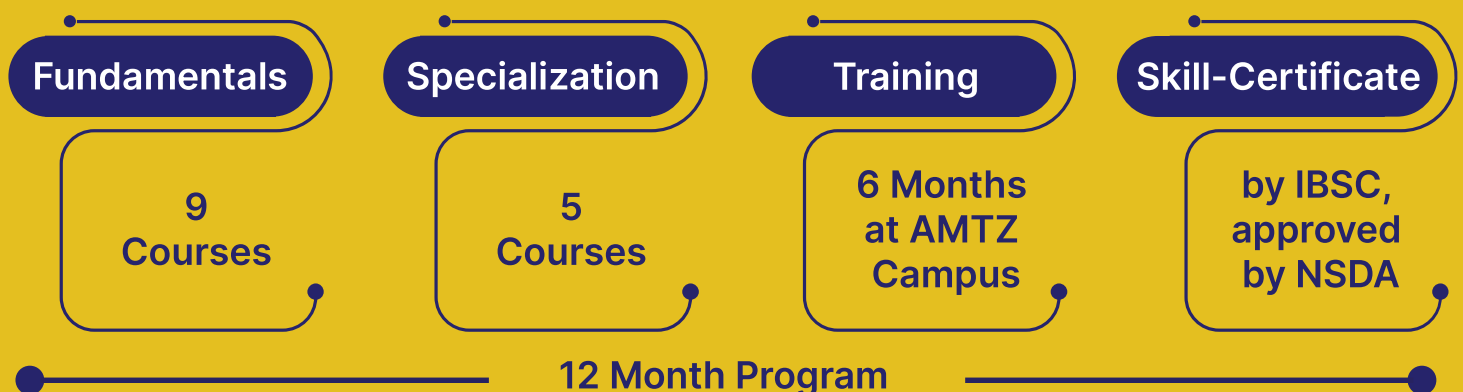 Fundamentals
9
Courses
Specialization
5
Courses
Training
6 Months
at AMTZ
Campus
Skill-Certificate
by IBSC,
approved
by NSDA
12 Month Program